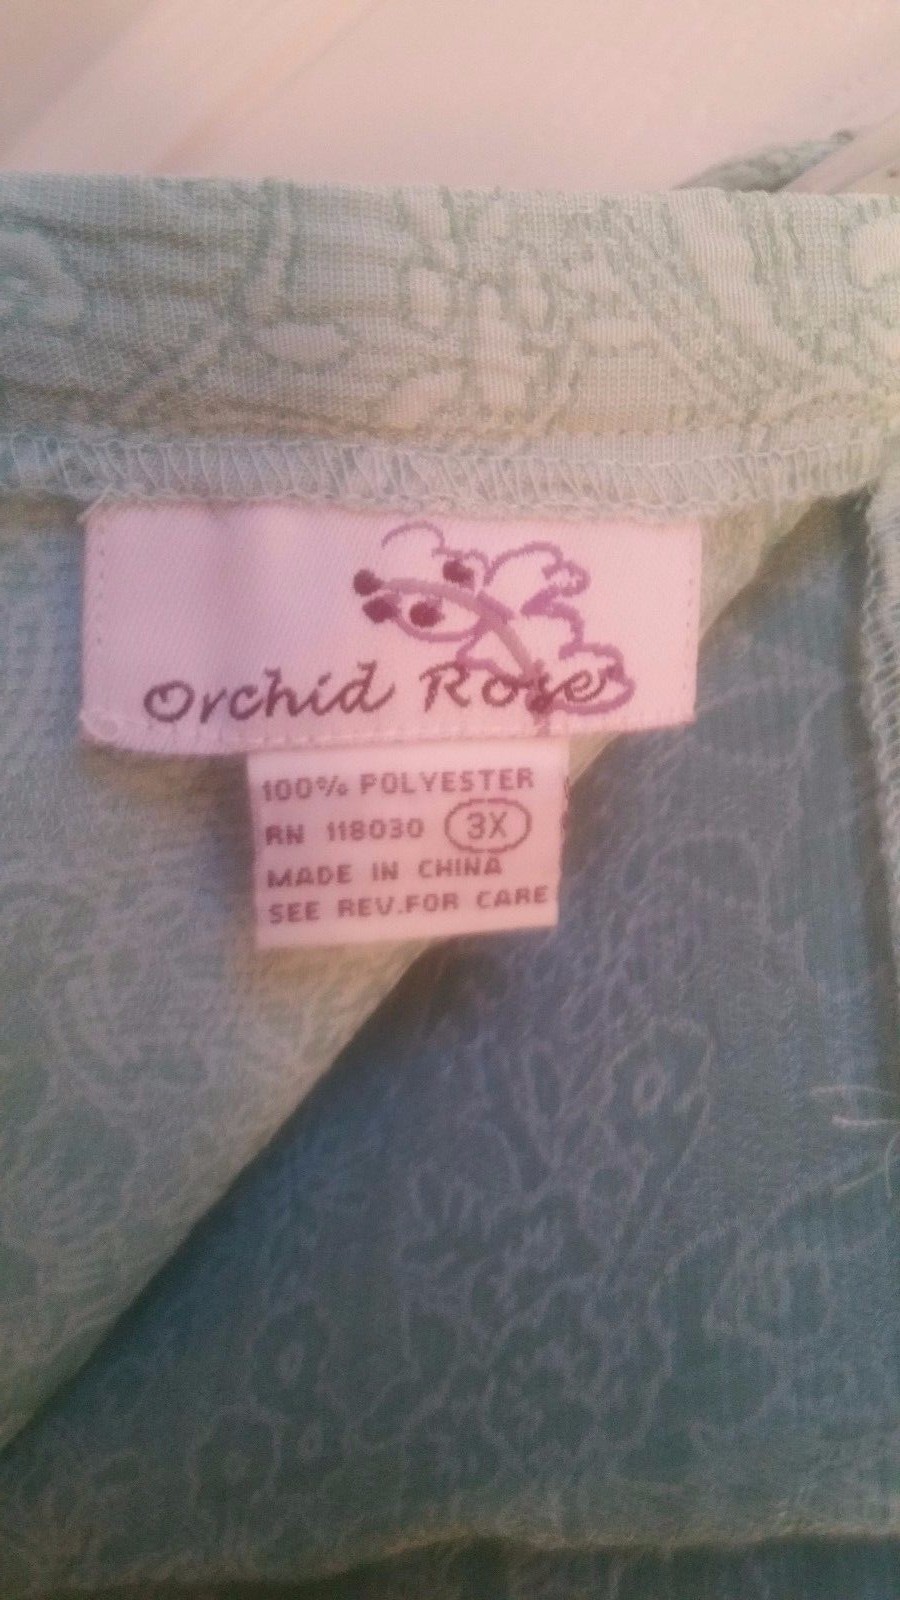 Orchid Rose
100% POLYESTER
RN 118030 3X
MADE IN CHINA
SEE REV.FOR CARE